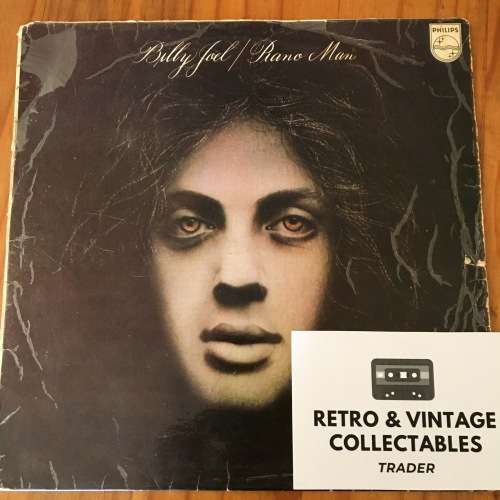 Billy Joel / Piano Man
PHILIPS
RETRO & VINTAGE
COLLECTABLES
TRADER